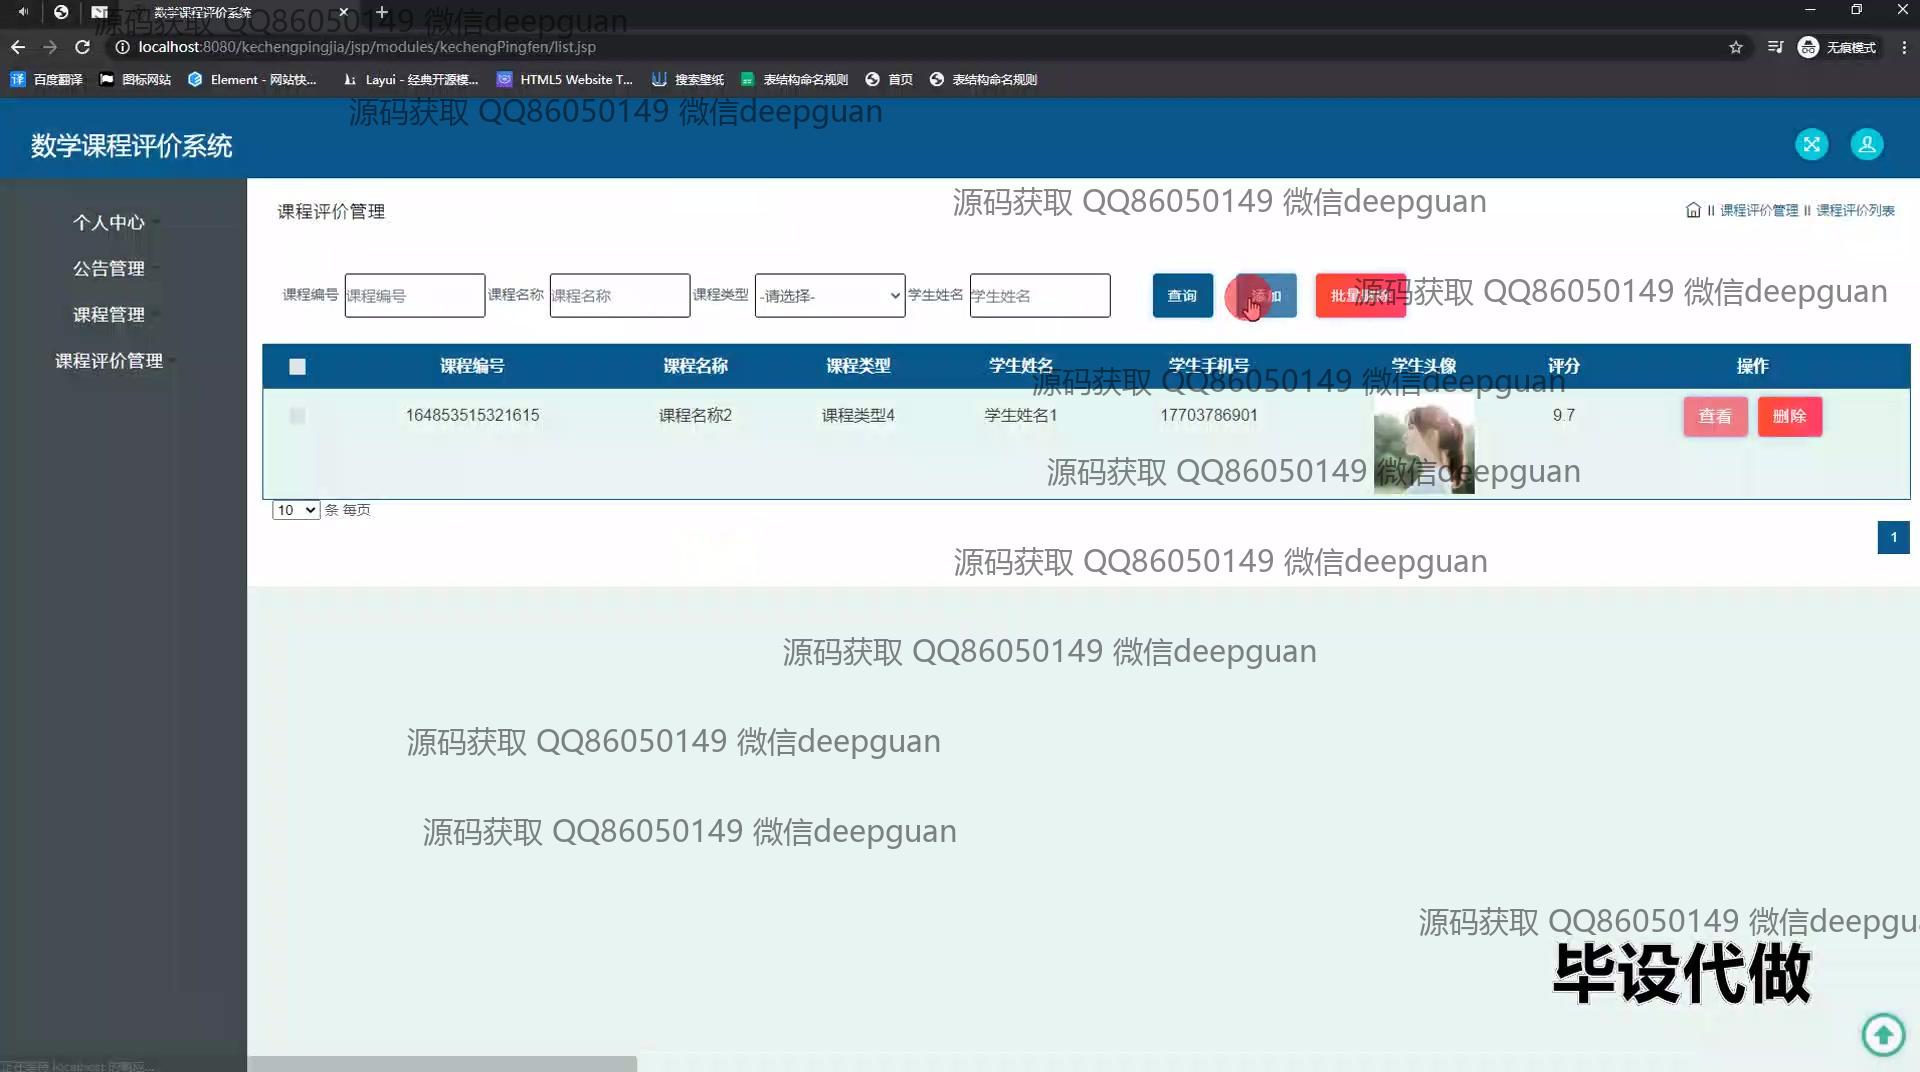 数学课程评价系统
源码获取 QQ86050149 微信deepguan
localhost:8080/kechengpingjia/jsp/modules/kechengPingfen/list.jsp
无痕模式
百度翻译 图标网站 Element - 网站快... Layui - 经典开源模... HTML5 Website T... 搜索壁纸 表结构命名规则 首页 表结构命名规则
源码获取 QQ86050149 微信deepguan
数学课程评价系统
个人中心
公告管理
课程管理
课程评价管理
课程评价管理
源码获取 QQ86050149 微信deepguan
课程评价管理 课程评价列表
课程编号 课程编号 课程名称 课程名称 课程类型 -请选择- 学生姓名 学生姓名 查询 添加 批量删除
源码获取 QQ86050149 微信deepguan
课程编号 课程名称 课程类型 学生姓名 学生手机号 学生头像 评分 操作
源码获取 QQ86050149 微信deepguan
164853515321615 课程名称2 课程类型4 学生姓名1 17703786901 9.7 查看 删除
源码获取 QQ86050149 微信deepguan
10 条 每页
1
源码获取 QQ86050149 微信deepguan
源码获取 QQ86050149 微信deepguan
源码获取 QQ86050149 微信deepguan
源码获取 QQ86050149 微信deepguan
源码获取 QQ86050149 微信deepgu
毕设代做